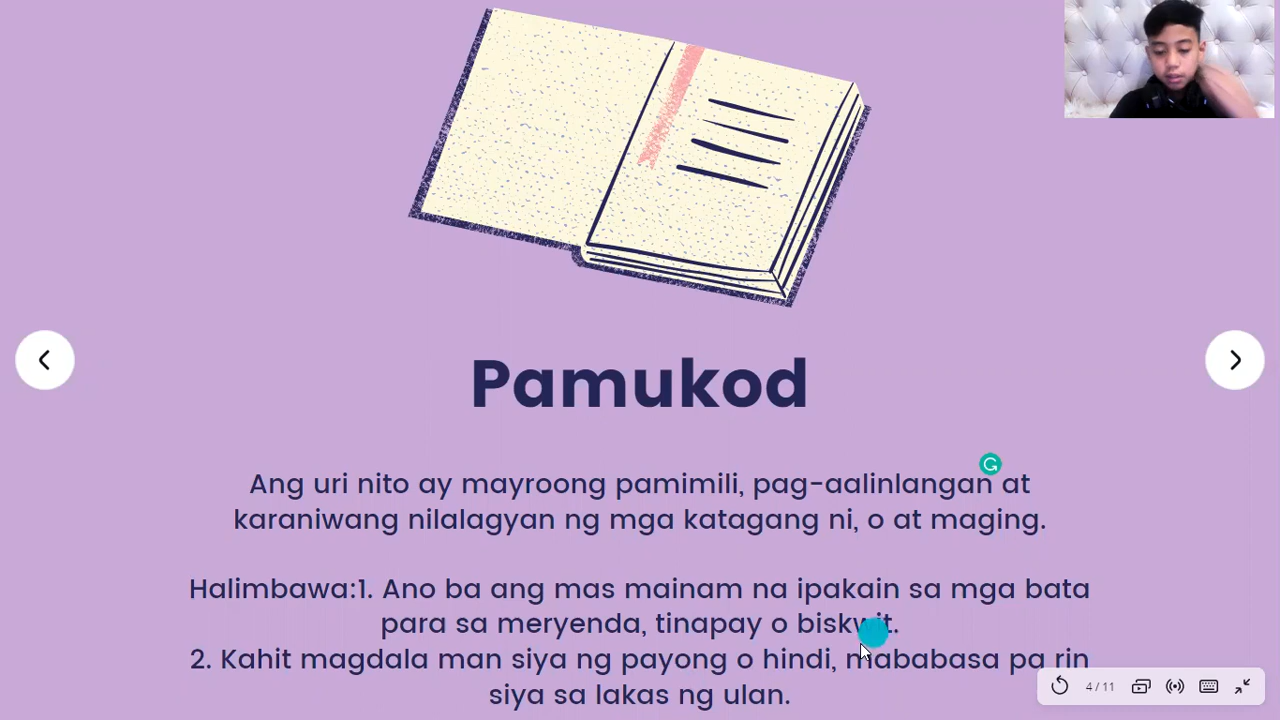 Pamukod
Ang uri nito ay mayroong pamimili, pag-aalinlangan at
karaniwang nilalagyan ng mga katagang ni, o at maging.
Halimbawa:1. Ano ba ang mas mainam na ipakain sa mga bata
para sa meryenda, tinapay o biskwit.
2. Kahit magdala man siya ng payong o hindi, mababasa pa rin
siya sa lakas ng ulan.
4 / 11